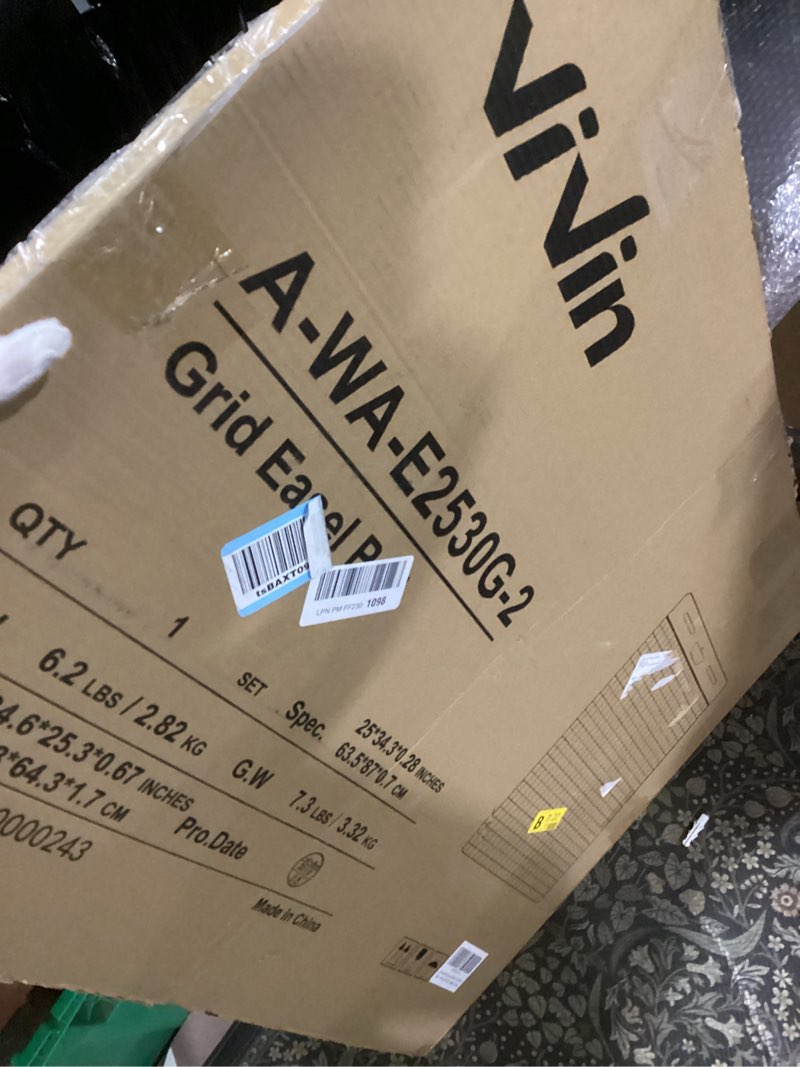 ViVin
A-WA-E2530G-2
Grid Easel P
QTY 1 SET Spec. 25*34.3*0.28 INCHES
63.5*87*0.7 CM
6.2 LBS / 2.82 KG G.W 7.3 LBS / 3.32 KG
4.6*25.3*0.67 INCHES
*64.3*1.7 CM Pro.Date
0000243
Made in China
tsBAXT09
LPN PM FF230 1098
B